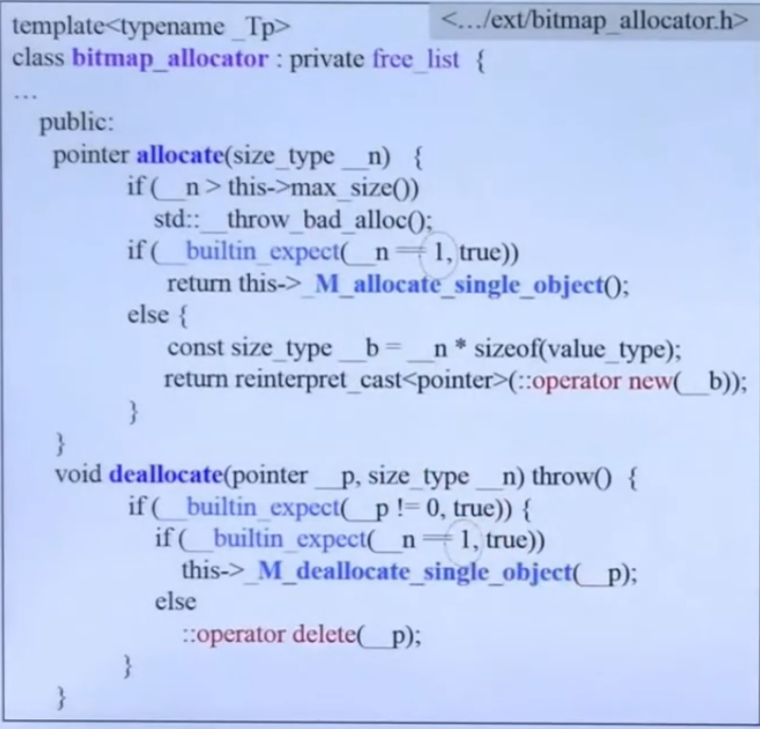 template<typename _Tp>
<.../ext/bitmap_allocator.h>
class bitmap_allocator : private free_list {
...
public:
pointer allocate(size_type __n) {
if(__n > this->max_size())
std::__throw_bad_alloc();
if(__builtin_expect(__n == 1, true))
return this->_M_allocate_single_object();
else {
const size_type __b = __n * sizeof(value_type);
return reinterpret_cast<pointer>(::operator new(__b));
}
}
void deallocate(pointer __p, size_type __n) throw() {
if(__builtin_expect(__p != 0, true)) {
if(__builtin_expect(__n == 1, true))
this->_M_deallocate_single_object(__p);
else
::operator delete(__p);
}
}